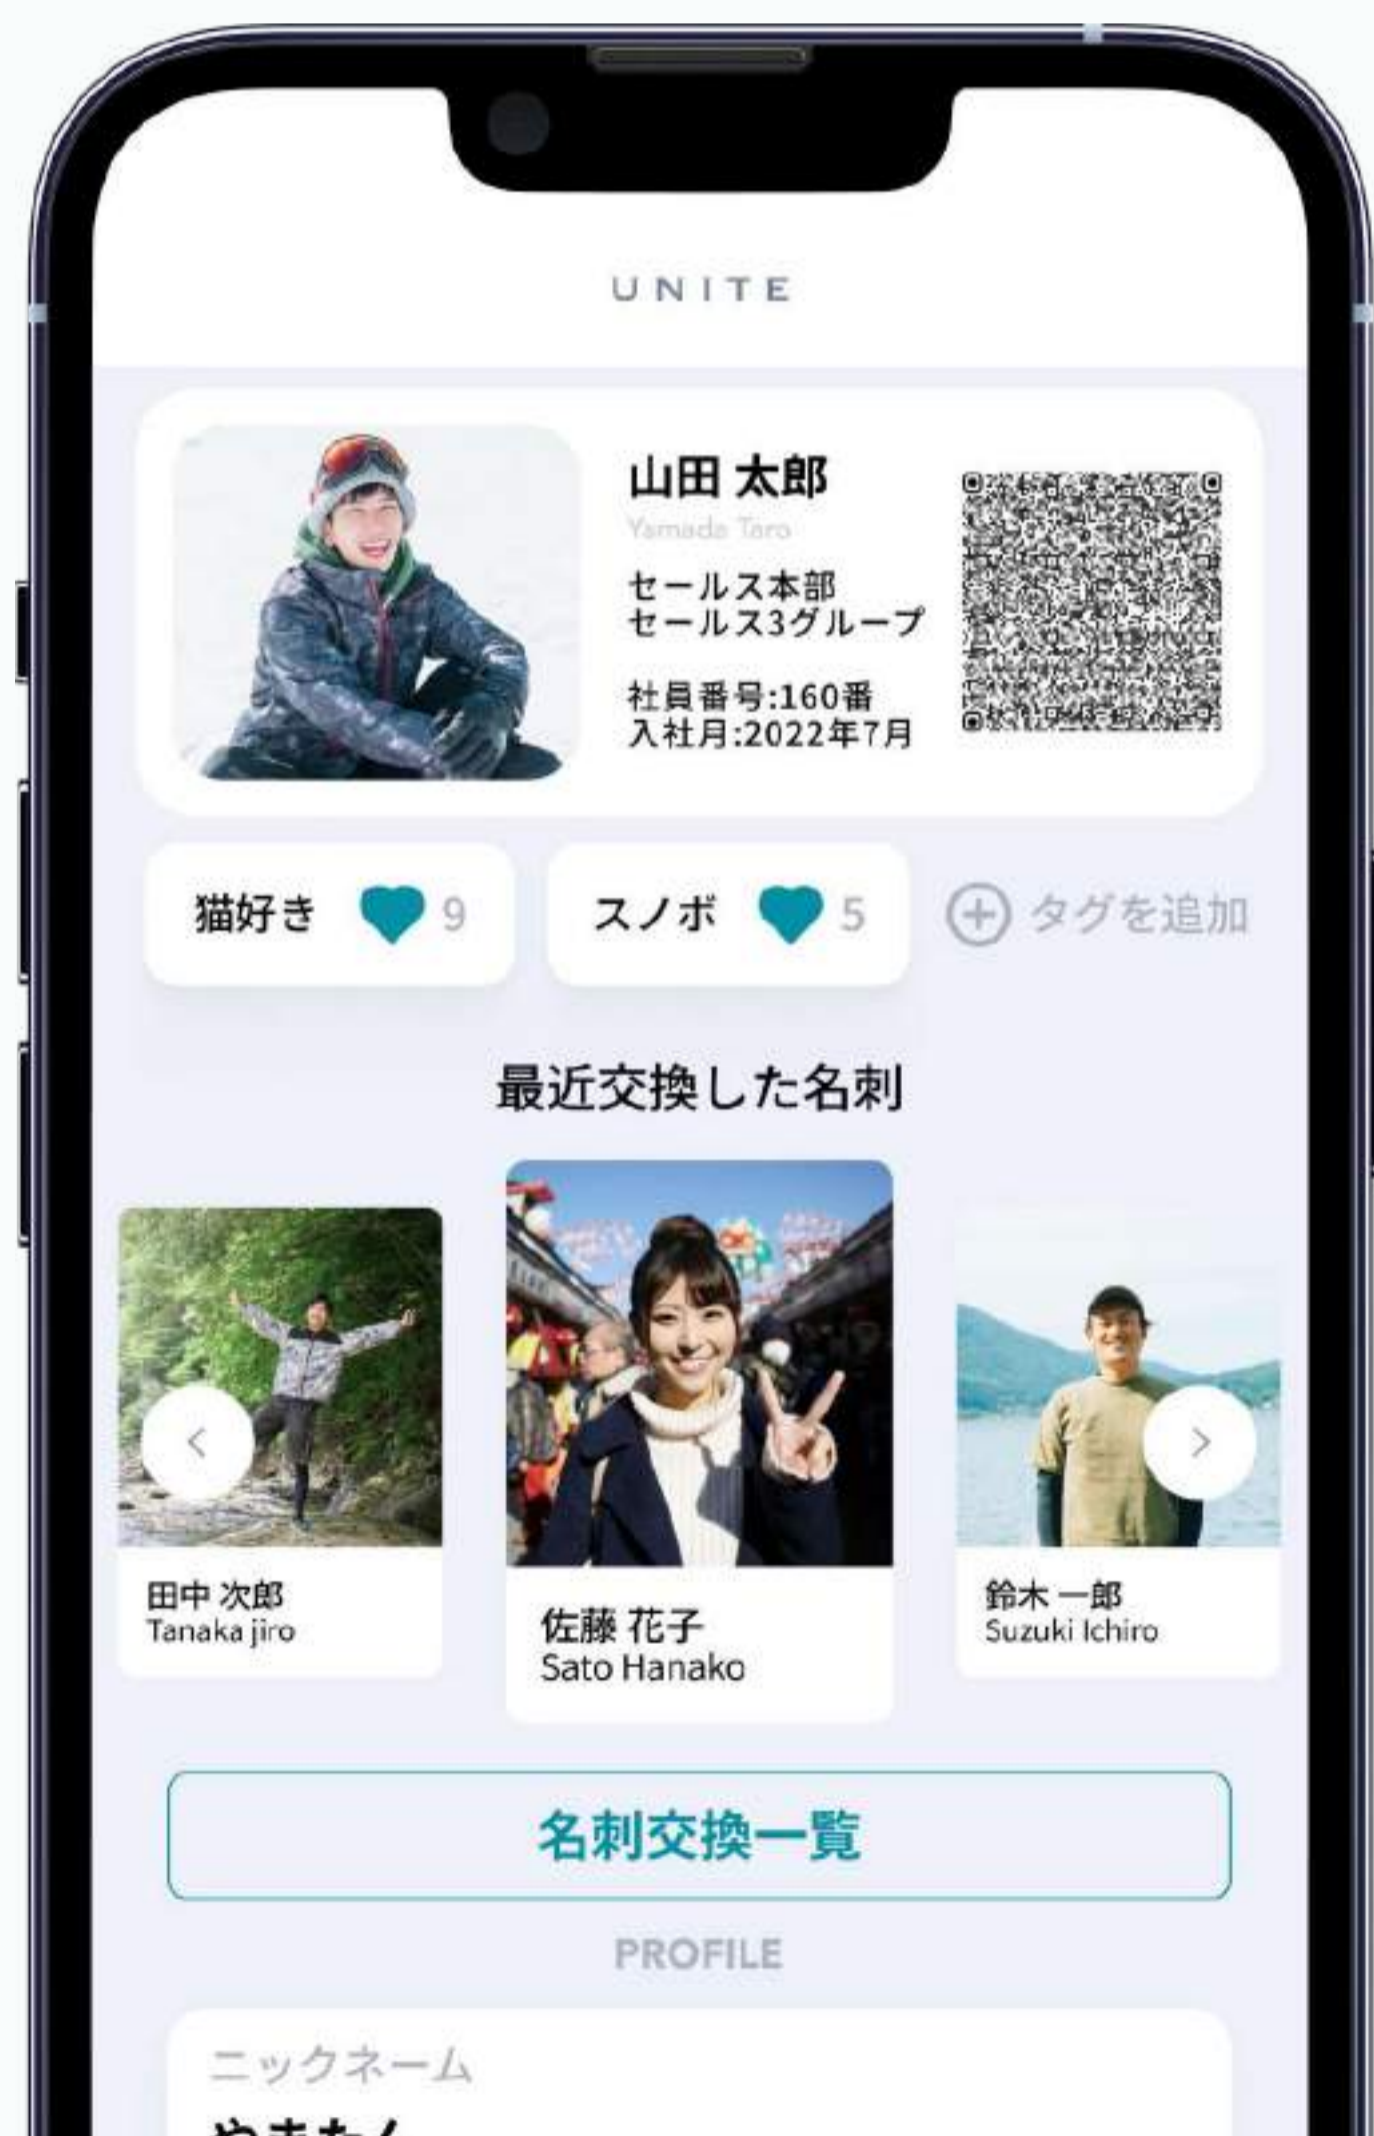 UNITE
山田 太郎
Yamada Taro
セールス本部
セールス3グループ
社員番号:160番
入社月:2022年7月
猫好き 9
スノボ 5
タグを追加
最近交換した名刺
田中 次郎
Tanaka jiro
佐藤 花子
Sato Hanako
鈴木 一郎
Suzuki Ichiro
名刺交換一覧
PROFILE
ニックネーム